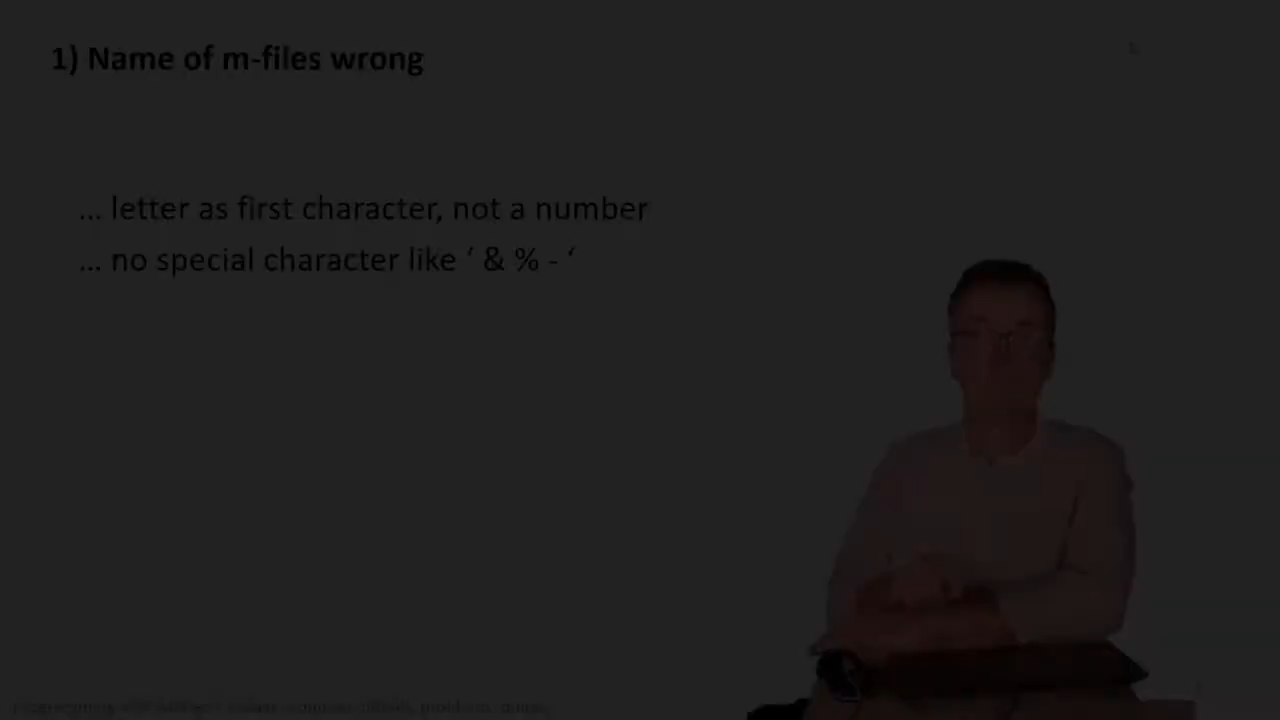 1) Name of m-files wrong
... letter as first character, not a number
... no special character like ‘ & % - ‘